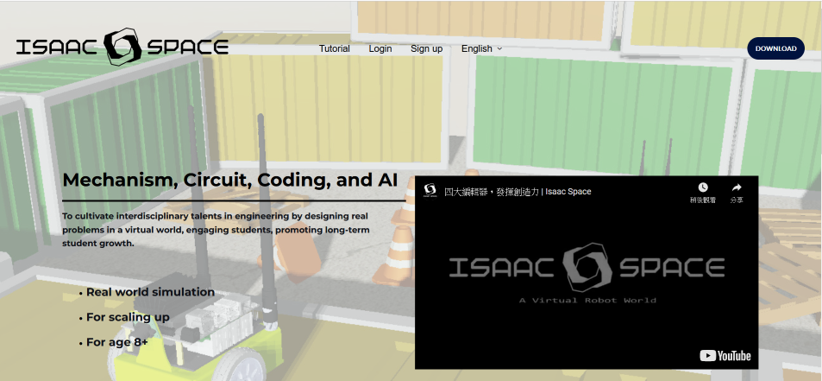 ISAAC SPACE
Tutorial
Login
Sign up
English
DOWNLOAD
Mechanism, Circuit, Coding, and AI
To cultivate interdisciplinary talents in engineering by designing real
problems in a virtual world, engaging students, promoting long-term
student growth.
• Real world simulation
• For scaling up
• For age 8+
四大編輯器，發揮創造力 | Isaac Space
稍後觀看
分享
ISAAC SPACE
A Virtual Robot World
YouTube